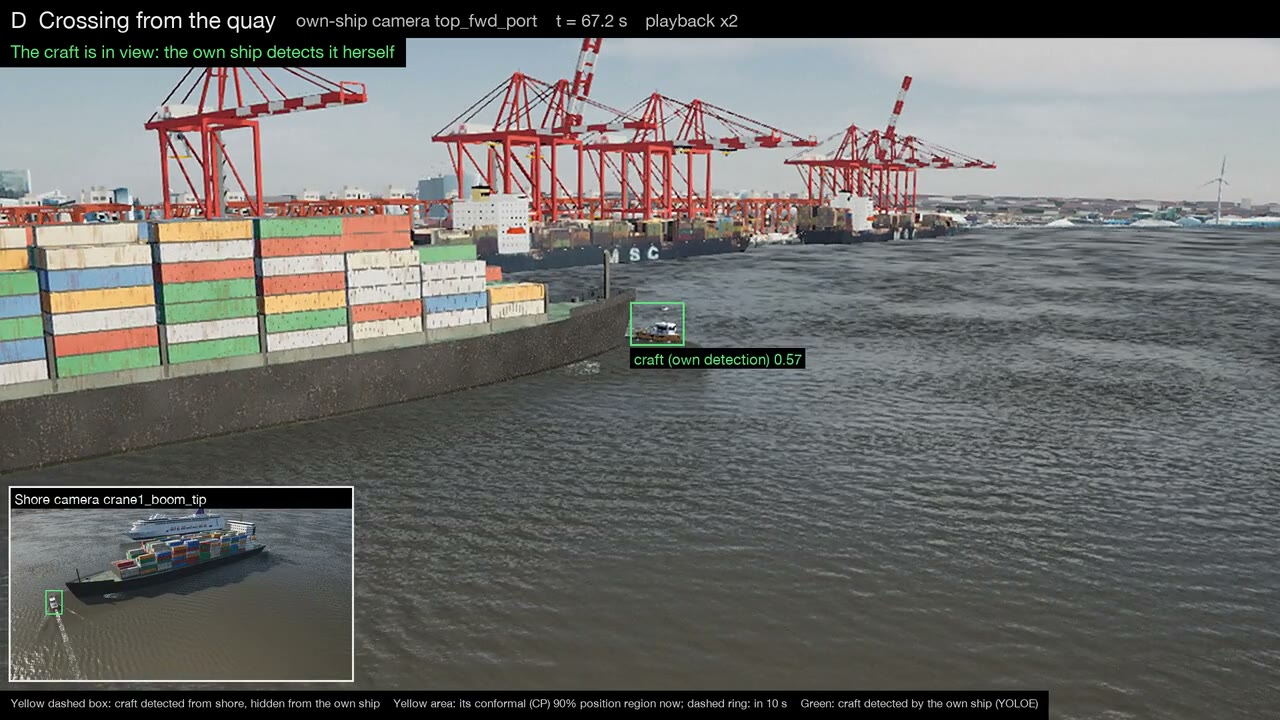 D Crossing from the quay own-ship camera top_fwd_port t = 67.2 s playback x2
The craft is in view: the own ship detects it herself
M S C
craft (own detection) 0.57
Shore camera crane1_boom_tip
Yellow dashed box: craft detected from shore, hidden from the own ship Yellow area: its conformal (CP) 90% position region now; dashed ring: in 10 s Green: craft detected by the own ship (YOLOE)